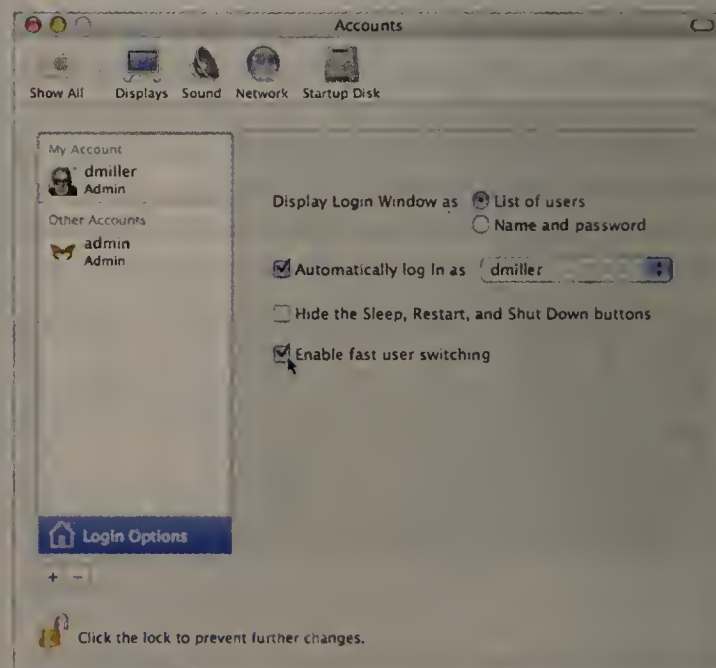 Accounts
Show All Displays Sound Network Startup Disk
My Account
dmiller
Admin
Other Accounts
admin
Admin
Login Options
+ −
Display Login Window as List of users
Name and password
Automatically log In as dmiller
Hide the Sleep, Restart, and Shut Down buttons
Enable fast user switching
Click the lock to prevent further changes.